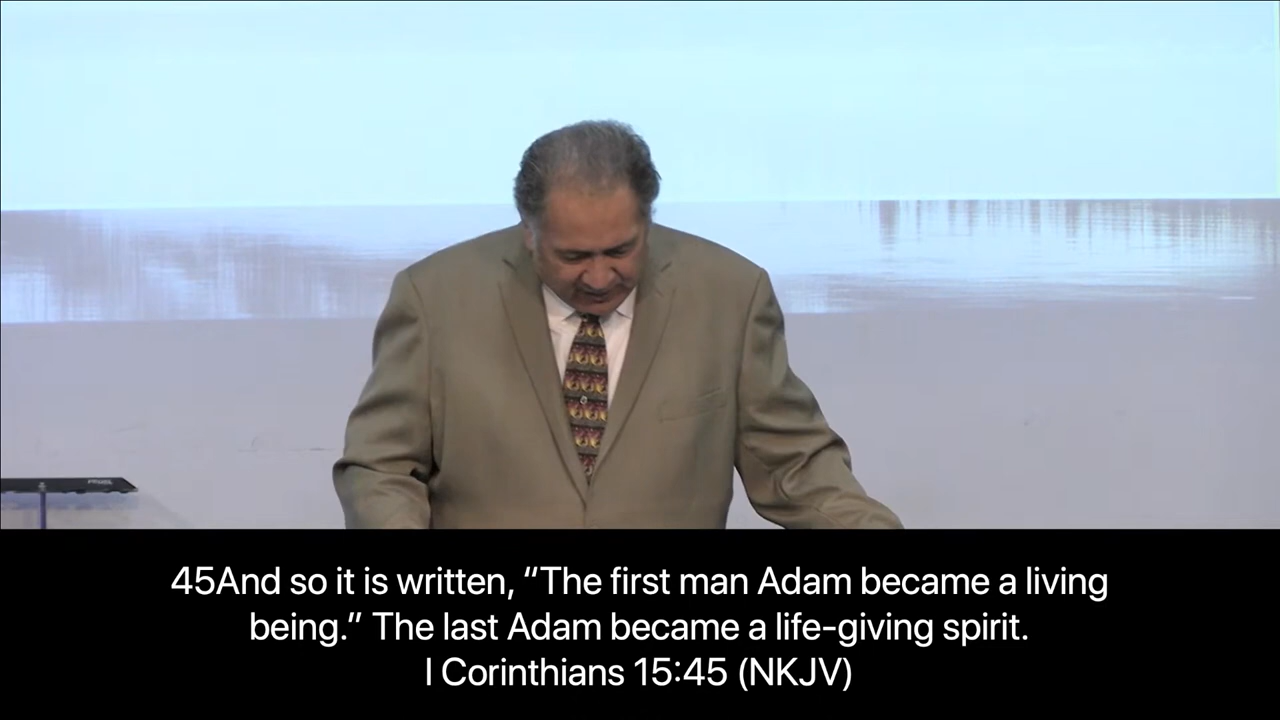 45And so it is written, “The first man Adam became a living
being.” The last Adam became a life-giving spirit.
I Corinthians 15:45 (NKJV)